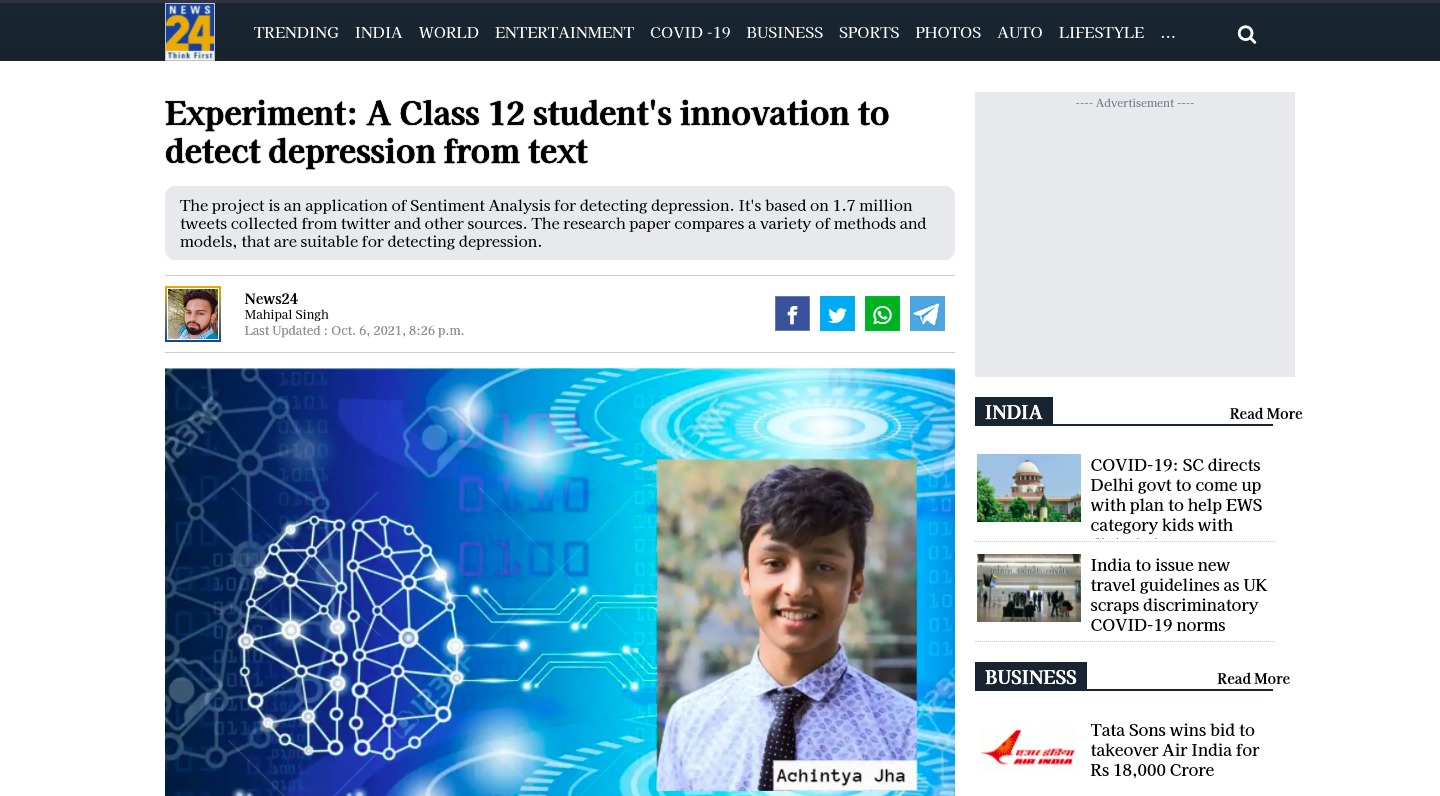 NEWS
24
Think First
TRENDING INDIA WORLD ENTERTAINMENT COVID -19 BUSINESS SPORTS PHOTOS AUTO LIFESTYLE ...
Experiment: A Class 12 student's innovation to
detect depression from text
The project is an application of Sentiment Analysis for detecting depression. It's based on 1.7 million
tweets collected from twitter and other sources. The research paper compares a variety of methods and
models, that are suitable for detecting depression.
News24
Mahipal Singh
Last Updated : Oct. 6, 2021, 8:26 p.m.
Achintya Jha
---- Advertisement ----
INDIA Read More
COVID-19: SC directs
Delhi govt to come up
with plan to help EWS
category kids with
India to issue new
travel guidelines as UK
scraps discriminatory
COVID-19 norms
BUSINESS Read More
AIR INDIA
Tata Sons wins bid to
takeover Air India for
Rs 18,000 Crore